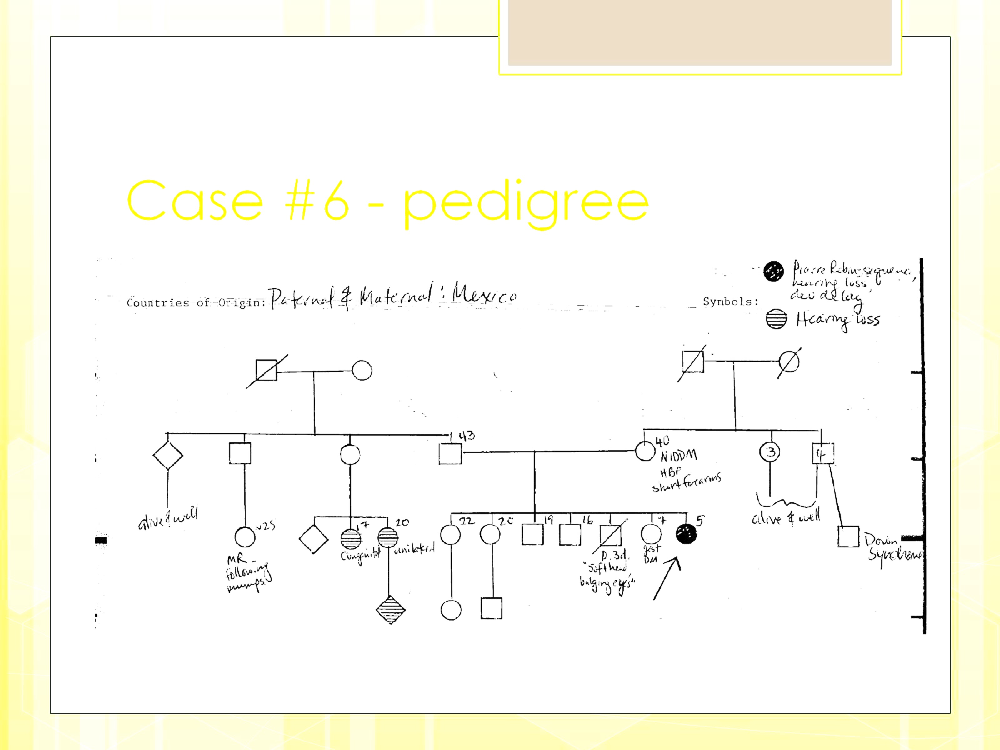 Case #6 - pedigree
Pierre Robin sequence,
hearing loss,
dev delay
Countries of Origin: Paternal & Maternal : Mexico
Symbols:
Hearing loss
43
40
NIDDM
HBP
short forearms
3
4
alive & well
~25
MR -
following
mumps
17
Congenital
20
unilateral
22
20
19
16
D. 3d.
"Soft head,
bulging eyes"
7
gest
DM
5
alive & well
Down
Syndrome